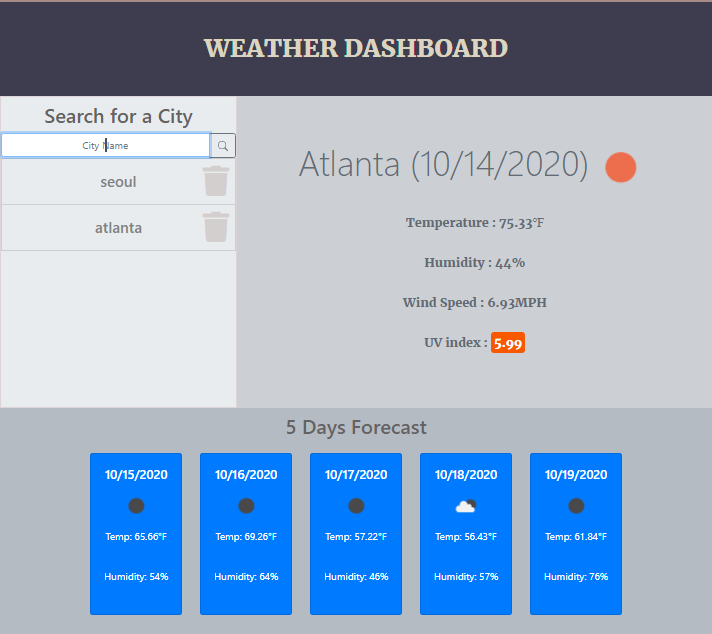 WEATHER DASHBOARD
Search for a City
City Name
seoul
atlanta
Atlanta (10/14/2020)
Temperature : 75.33°F
Humidity : 44%
Wind Speed : 6.93MPH
UV index : 5.99
5 Days Forecast
10/15/2020
Temp: 65.66°F
Humidity: 54%
10/16/2020
Temp: 69.26°F
Humidity: 64%
10/17/2020
Temp: 57.22°F
Humidity: 46%
10/18/2020
Temp: 56.43°F
Humidity: 57%
10/19/2020
Temp: 61.84°F
Humidity: 76%